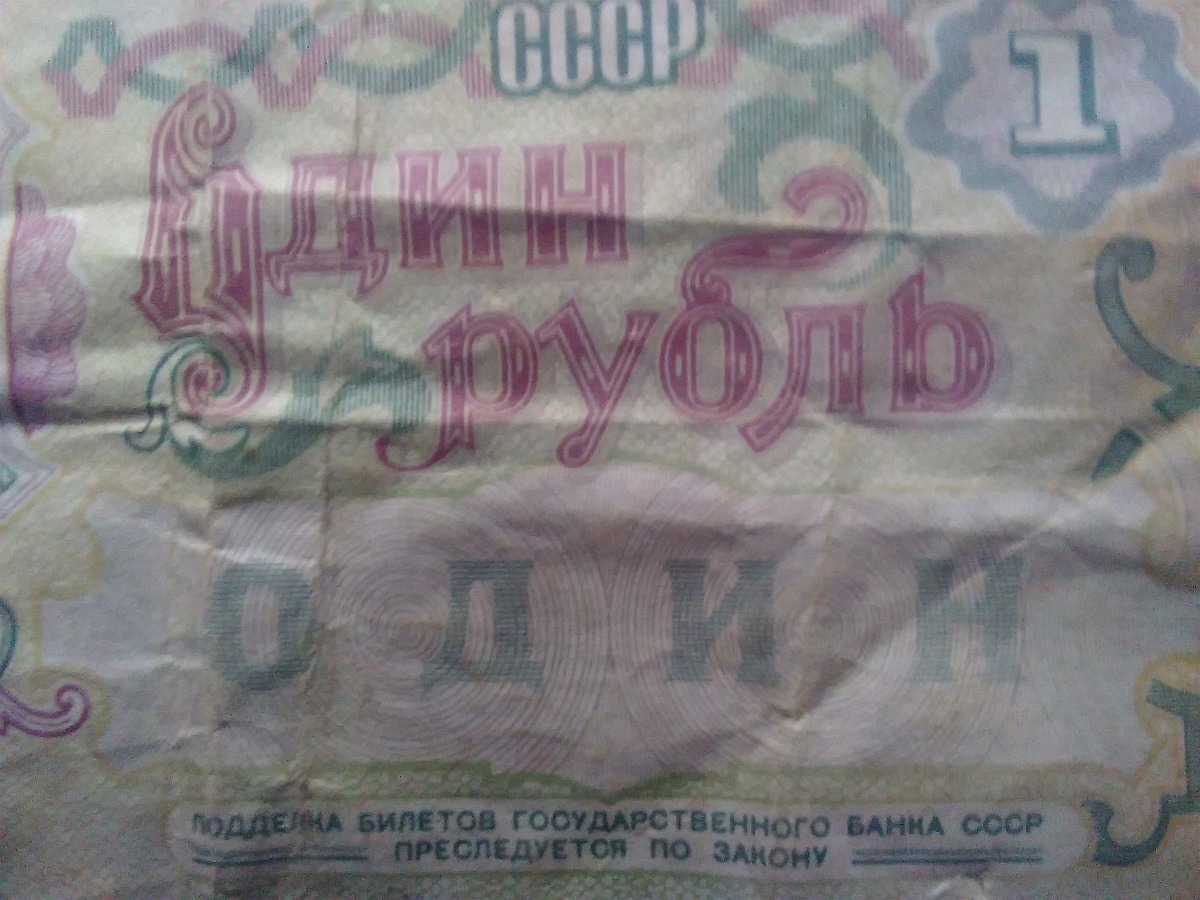 СССР
1
Один
рубль
ОДИН
ПОДДЕЛКА БИЛЕТОВ ГОСУДАРСТВЕННОГО БАНКА СССР
ПРЕСЛЕДУЕТСЯ ПО ЗАКОНУ